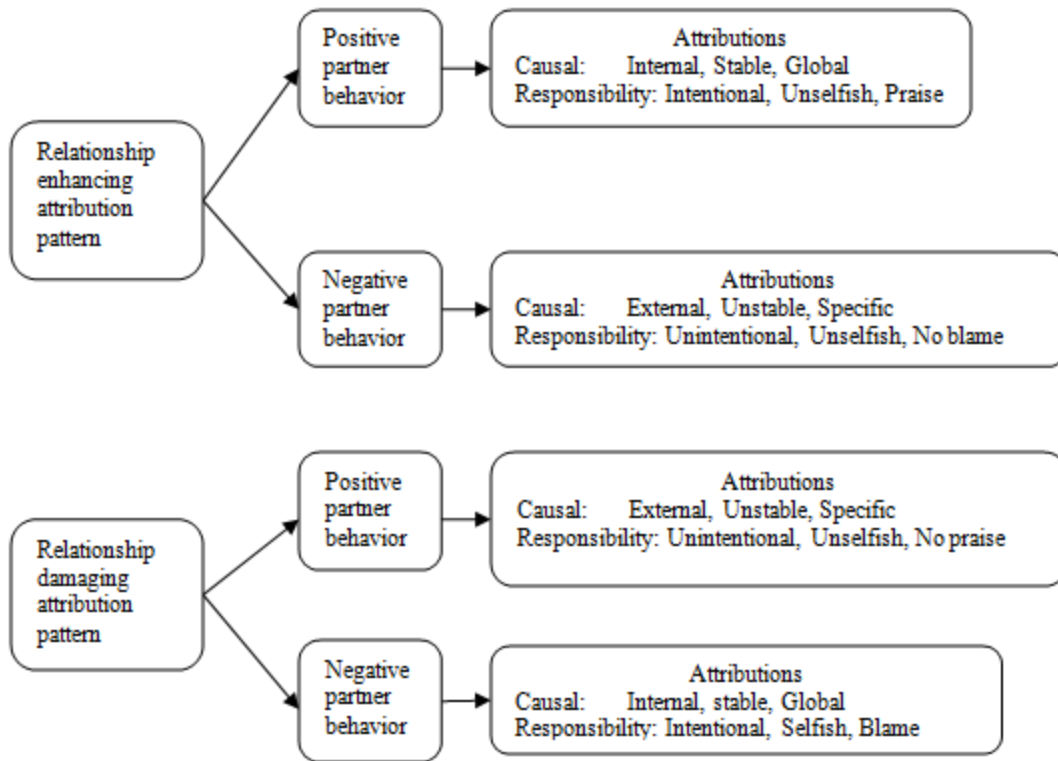 Relationship
enhancing
attribution
pattern
Positive
partner
behavior
Attributions
Causal: Internal, Stable, Global
Responsibility: Intentional, Unselfish, Praise
Negative
partner
behavior
Attributions
Causal: External, Unstable, Specific
Responsibility: Unintentional, Unselfish, No blame
Relationship
damaging
attribution
pattern
Positive
partner
behavior
Attributions
Causal: External, Unstable, Specific
Responsibility: Unintentional, Unselfish, No praise
Negative
partner
behavior
Attributions
Causal: Internal, stable, Global
Responsibility: Intentional, Selfish, Blame